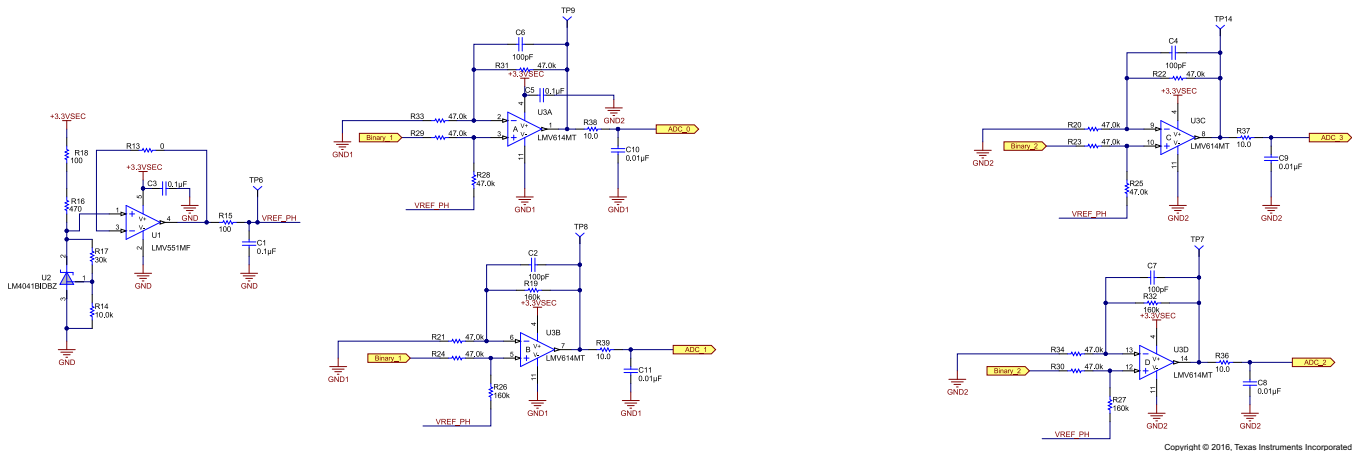 +3.3VSEC
R18
100
R16
470
R13 0
+3.3VSEC
C3 0.1µF
5
GND
1
3
V+
V-
4
U1
LMV551MF
2
GND
TP6
R15
100
VREF_PH
C1
0.1µF
GND
U2
LM4041BIDBZ
2
1
3
R17
30k
R14
10.0k
GND
TP9
C6
100pF
R31 47.0k
+3.3VSEC
C5 0.1µF
GND2
4
U3A
R33 47.0k
GND1
Binary_1
R29 47.0k
2
3
A
V+
V-
1
LMV614MT
11
GND1
R28
47.0k
VREF_PH
R38
10.0
ADC_0
C10
0.01µF
GND1
TP8
C2
100pF
R19
160k
+3.3VSEC
4
U3B
R21 47.0k
GND1
Binary_1
R24 47.0k
6
5
B
V+
V-
7
LMV614MT
11
GND1
R26
160k
VREF_PH
R39
10.0
ADC_1
C11
0.01µF
GND1
TP14
C4
100pF
R22 47.0k
+3.3VSEC
4
U3C
R20 47.0k
GND2
Binary_2
R23 47.0k
9
10
C
V+
V-
8
LMV614MT
11
GND2
R25
47.0k
VREF_PH
R37
10.0
ADC_3
C9
0.01µF
GND2
TP7
C7
100pF
R32
160k
+3.3VSEC
4
U3D
R34 47.0k
GND2
Binary_2
R30 47.0k
13
12
D
V+
V-
14
LMV614MT
11
GND2
R27
160k
VREF_PH
R36
10.0
ADC_2
C8
0.01µF
GND2
Copyright © 2016, Texas Instruments Incorporated